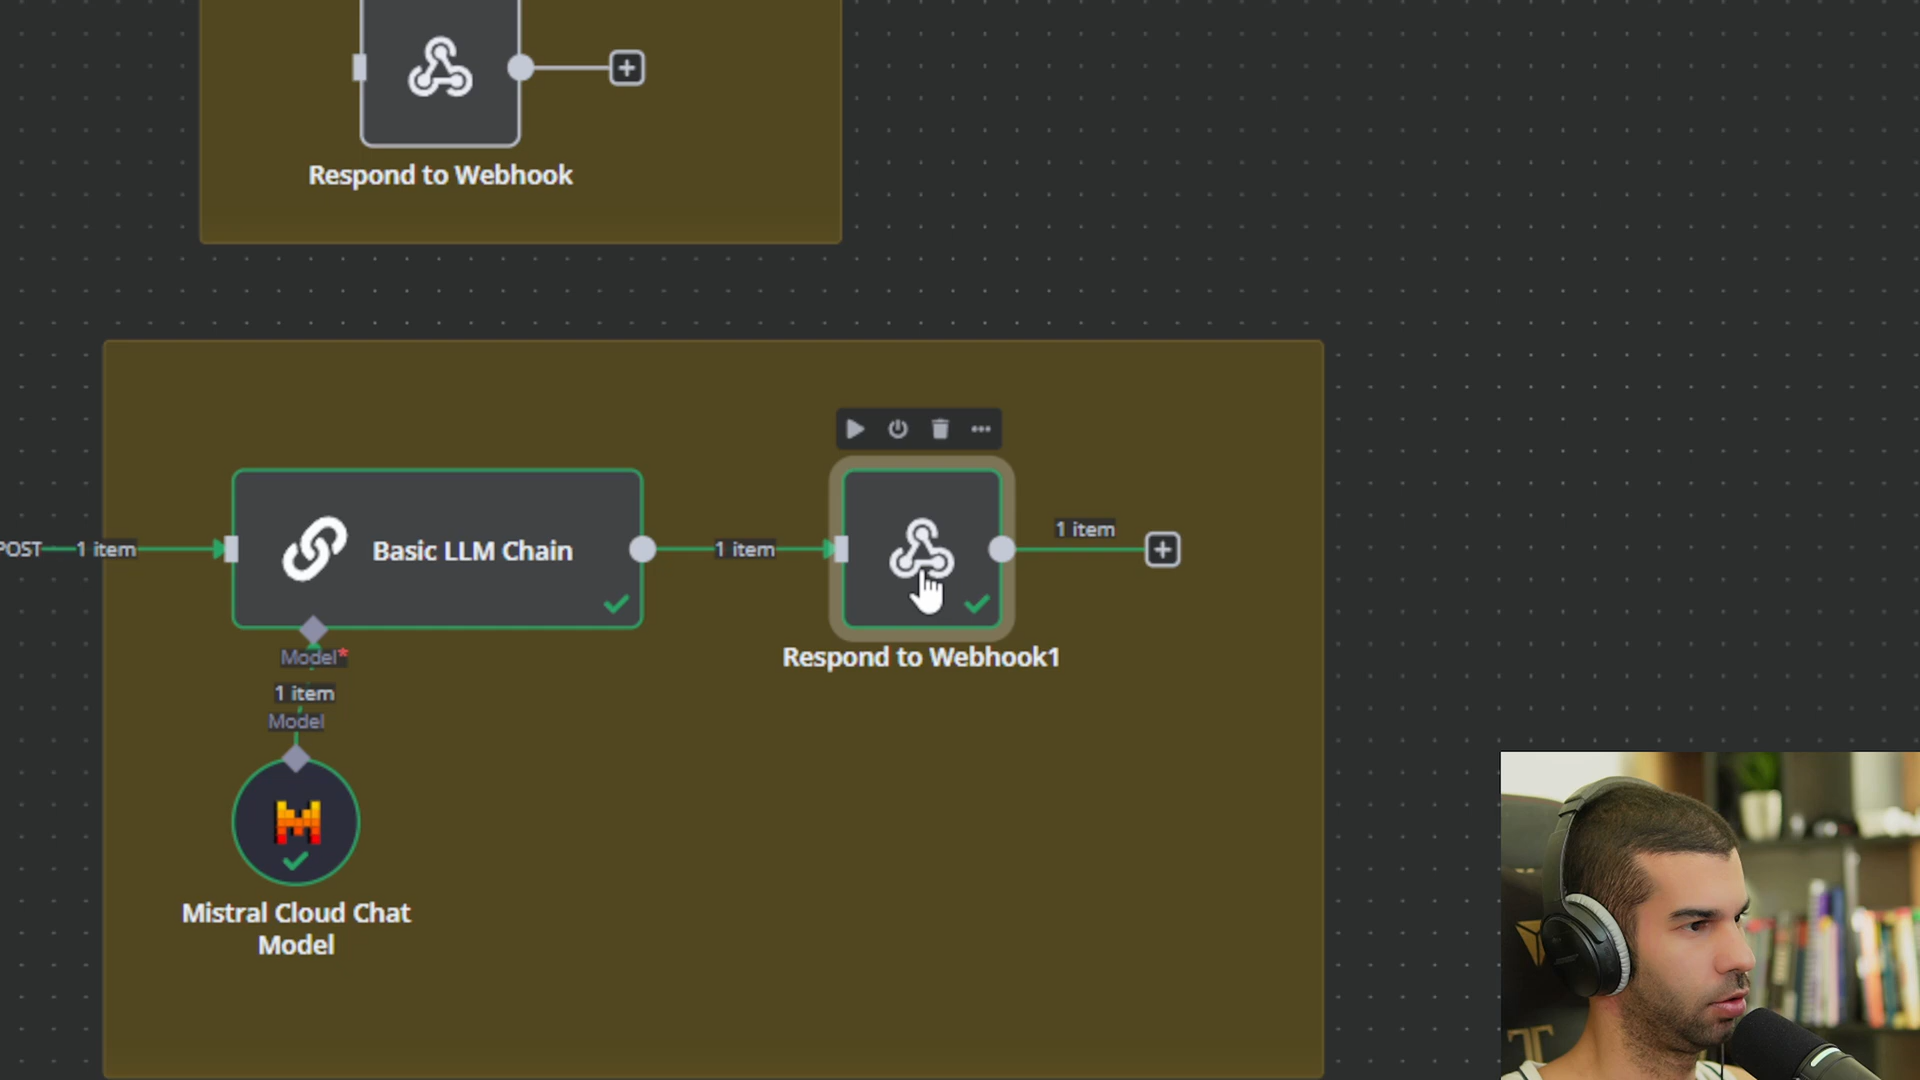 Respond to Webhook
POST
1 item
Basic LLM Chain
1 item
1 item
Model*
1 item
Model
Respond to Webhook1
Mistral Cloud Chat
Model